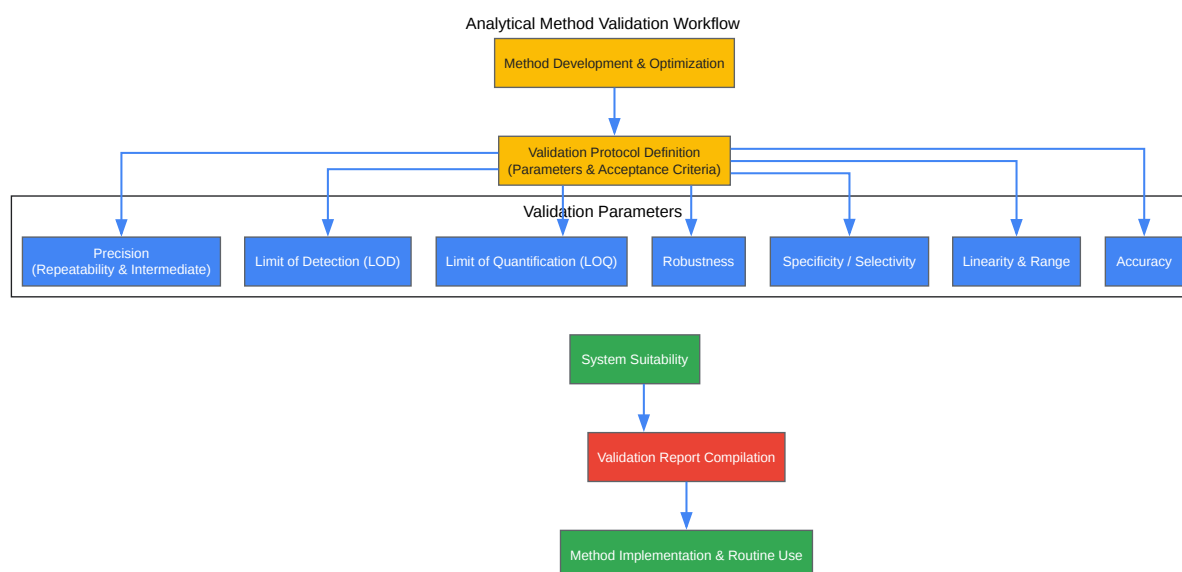 Analytical Method Validation Workflow
Method Development & Optimization
Validation Protocol Definition
(Parameters & Acceptance Criteria)
Validation Parameters
Precision
(Repeatability & Intermediate)
Limit of Detection (LOD)
Limit of Quantification (LOQ)
Robustness
Specificity / Selectivity
Linearity & Range
Accuracy
System Suitability
Validation Report Compilation
Method Implementation & Routine Use